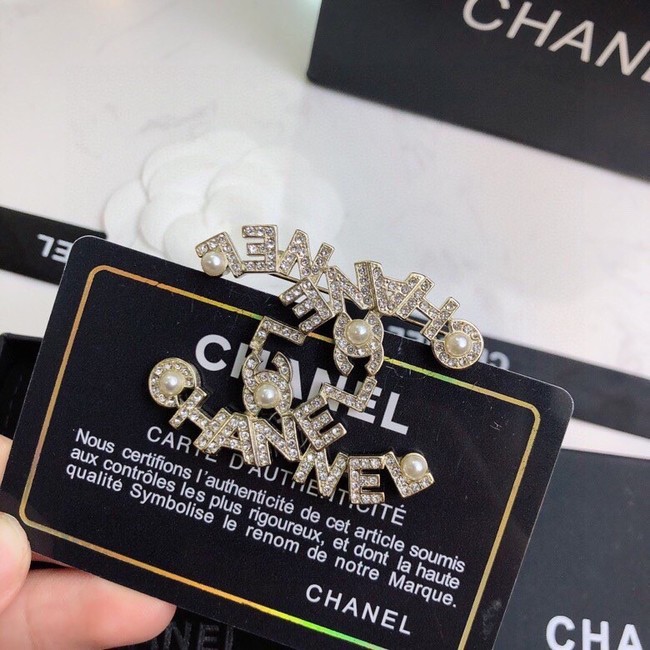 CHANEL
CHANEL
CHANEL
CHANEL
CARTE D'AUTHENTICITÉ
Nous certifions l'authenticité de cet article soumis
aux contrôles les plus rigoureux, et dont la haute
qualité Symbolise le renom de notre Marque.
CHANEL